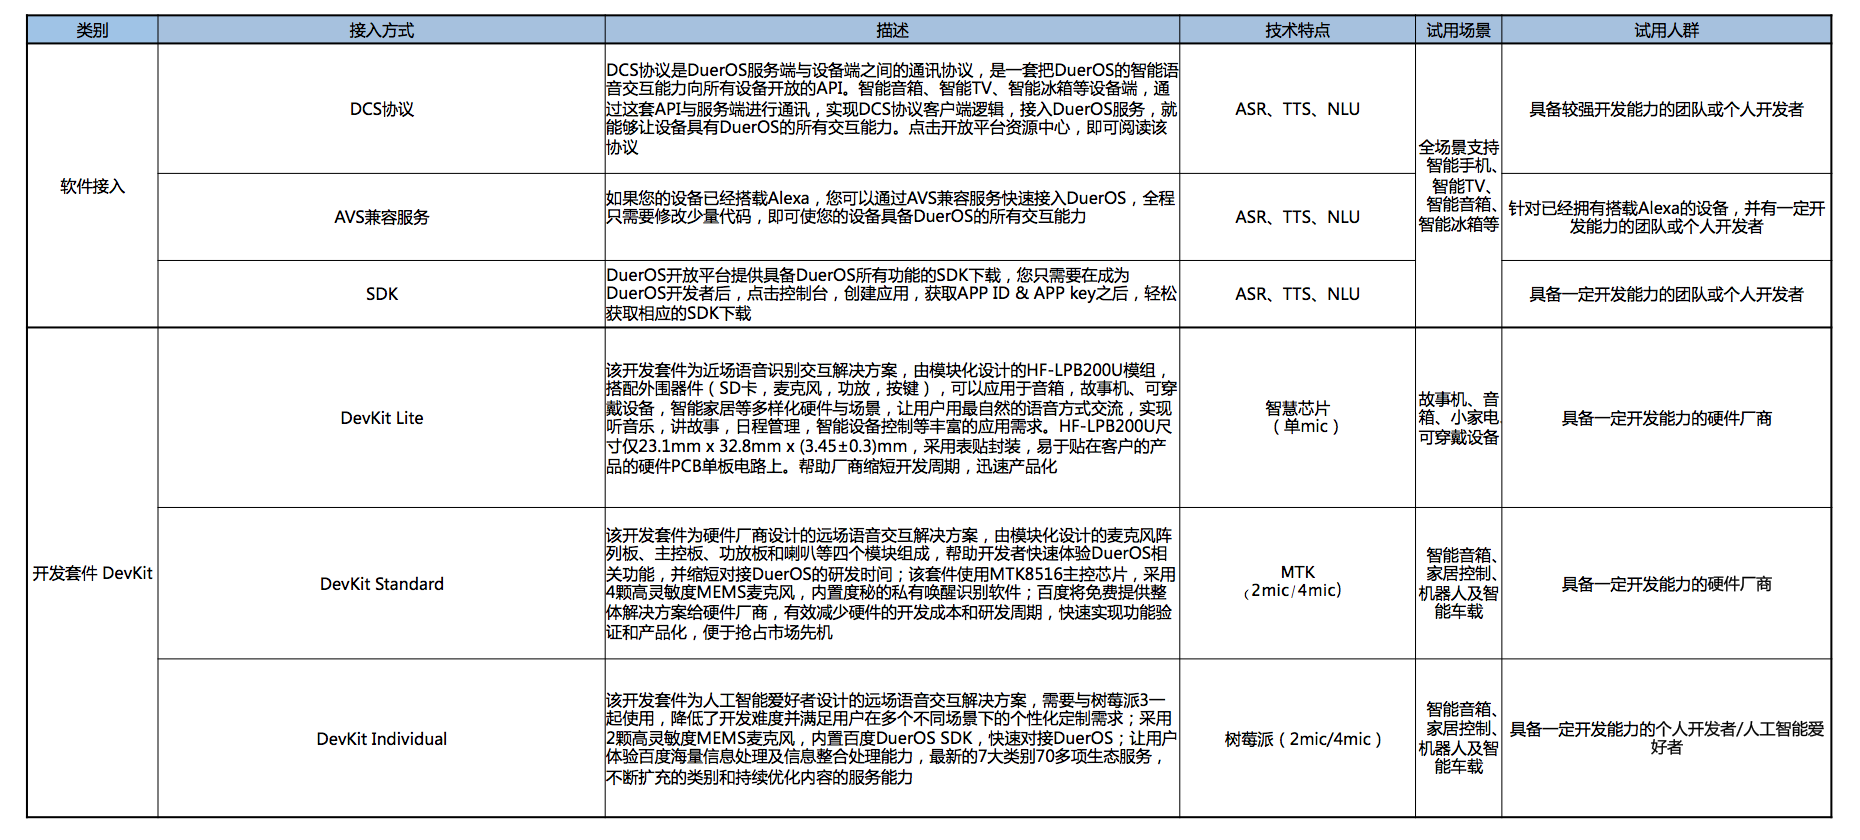 类别
接入方式
描述
技术特点
试用场景
试用人群
软件接入
DCS协议
DCS协议是DuerOS服务端与设备端之间的通讯协议，是一套把DuerOS的智能语
音交互能力向所有设备开放的API。智能音箱、智能TV、智能冰箱等设备端，通
过这套API与服务端进行通讯，实现DCS协议客户端逻辑，接入DuerOS服务，就
能够让设备具有DuerOS的所有交互能力。点击开放平台资源中心，即可阅读该
协议
ASR、TTS、NLU
全场景支持
智能手机、
智能TV、
智能音箱、
智能冰箱等
具备较强开发能力的团队或个人开发者
AVS兼容服务
如果您的设备已经搭载Alexa，您可以通过AVS兼容服务快速接入DuerOS，全程
只需要修改少量代码，即可使您的设备具备DuerOS的所有交互能力
ASR、TTS、NLU
针对已经拥有搭载Alexa的设备，并有一定开
发能力的团队或个人开发者
SDK
DuerOS开放平台提供具备DuerOS所有功能的SDK下载，您只需要在成为
DuerOS开发者后，点击控制台，创建应用，获取APP ID & APP key之后，轻松
获取相应的SDK下载
ASR、TTS、NLU
具备一定开发能力的团队或个人开发者
开发套件 DevKit
DevKit Lite
该开发套件为近场语音识别交互解决方案，由模块化设计的HF-LPB200U模组，
搭配外围器件（SD卡，麦克风，功放，按键），可以应用于音箱，故事机、可穿
戴设备，智能家居等多样化硬件与场景，让用户用最自然的语音方式交流，实现
听音乐，讲故事，日程管理，智能设备控制等丰富的应用需求。HF-LPB200U尺
寸仅23.1mm x 32.8mm x (3.45±0.3)mm，采用表贴封装，易于贴在客户的产
品的硬件PCB单板电路上。帮助厂商缩短开发周期，迅速产品化
智慧芯片
（单mic）
故事机、音
箱、小家电、
可穿戴设备
具备一定开发能力的硬件厂商
DevKit Standard
该开发套件为硬件厂商设计的远场语音交互解决方案，由模块化设计的麦克风阵
列板、主控板、功放板和喇叭等四个模块组成，帮助开发者快速体验DuerOS相
关功能，并缩短对接DuerOS的研发时间；该套件使用MTK8516主控芯片，采用
4颗高灵敏度MEMS麦克风，内置度秘的私有唤醒识别软件；百度将免费提供整
体解决方案给硬件厂商，有效减少硬件的开发成本和研发周期，快速实现功能验
证和产品化，便于抢占市场先机
MTK
（2mic/4mic)
智能音箱、
家居控制、
机器人及智
能车载
具备一定开发能力的硬件厂商
DevKit Individual
该开发套件为人工智能爱好者设计的远场语音交互解决方案，需要与树莓派3一
起使用，降低了开发难度并满足用户在多个不同场景下的个性化定制需求；采用
2颗高灵敏度MEMS麦克风，内置百度DuerOS SDK，快速对接DuerOS；让用户
体验百度海量信息处理及信息整合处理能力，最新的7大类别70多项生态服务，
不断扩充的类别和持续优化内容的服务能力
树莓派（2mic/4mic）
智能音箱、
家居控制、
机器人及智
能车载
具备一定开发能力的个人开发者/人工智能爱
好者